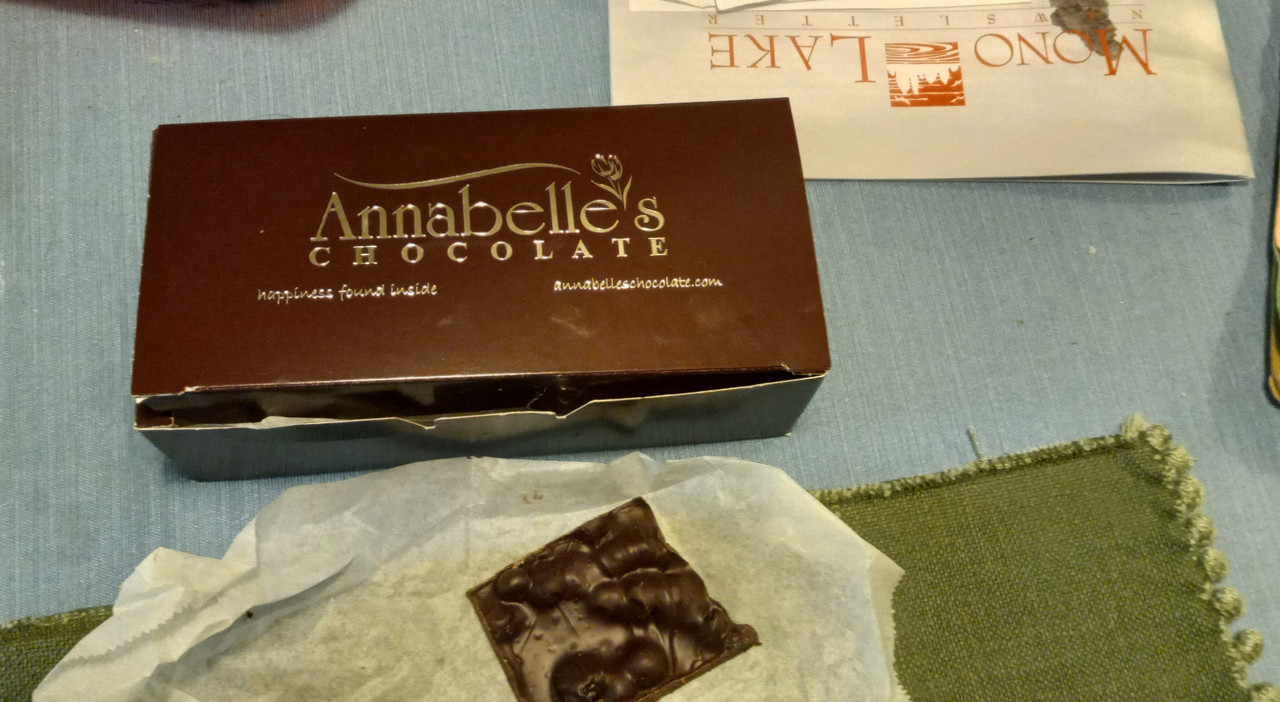 MONO LAKE
NEWSLETTER
Annabelle's
CHOCOLATE
happiness found inside
annabelleschocolate.com